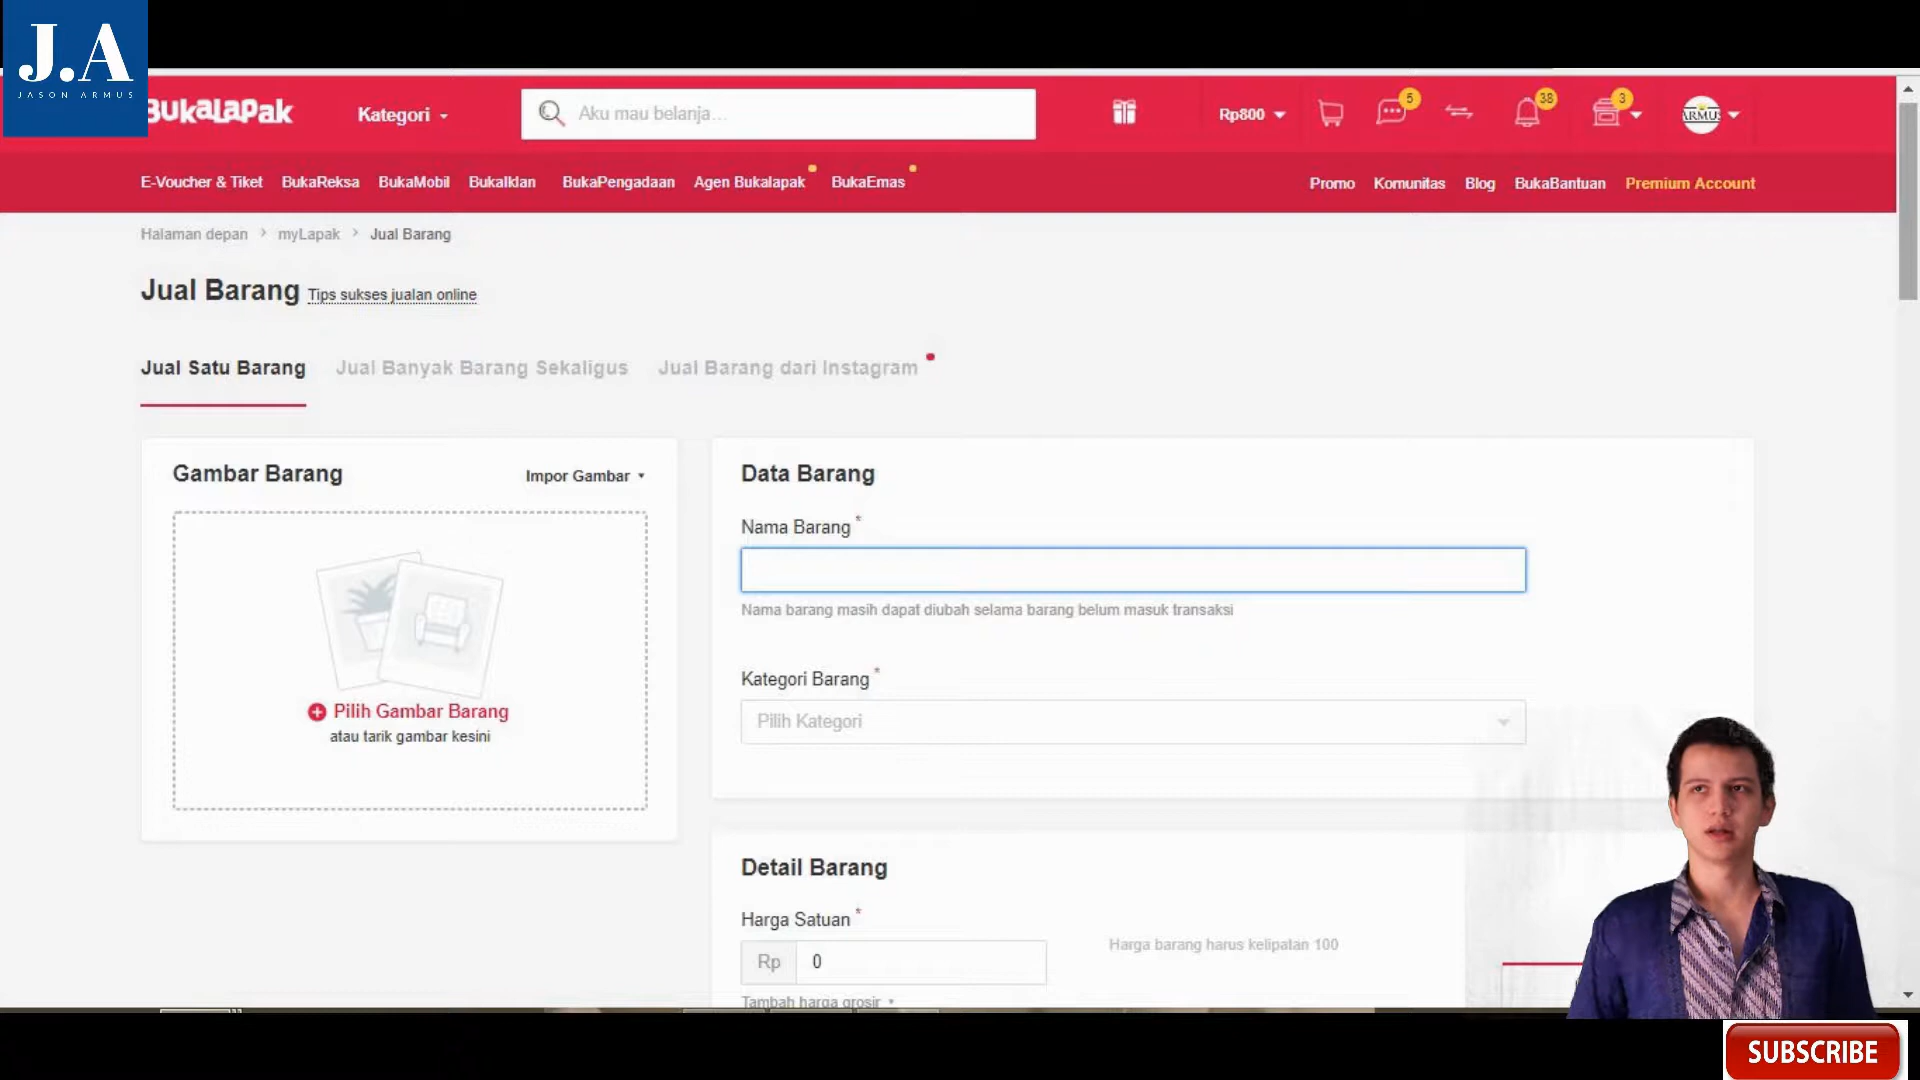 J.A
JASON ARMUS
BukaLapak
Kategori
Aku mau belanja...
Rp800
5
38
3
ARMUS
E-Voucher & Tiket BukaReksa BukaMobil BukaIklan BukaPengadaan Agen Bukalapak BukaEmas
Promo Komunitas Blog BukaBantuan Premium Account
Halaman depan > myLapak > Jual Barang
Jual Barang Tips sukses jualan online
Jual Satu Barang Jual Banyak Barang Sekaligus Jual Barang dari Instagram
Gambar Barang Impor Gambar
Pilih Gambar Barang
atau tarik gambar kesini
Data Barang
Nama Barang *
Nama barang masih dapat diubah selama barang belum masuk transaksi
Kategori Barang *
Pilih Kategori
Detail Barang
Harga Satuan *
Rp 0
Harga barang harus kelipatan 100
Tambah harga grosir
SUBSCRIBE